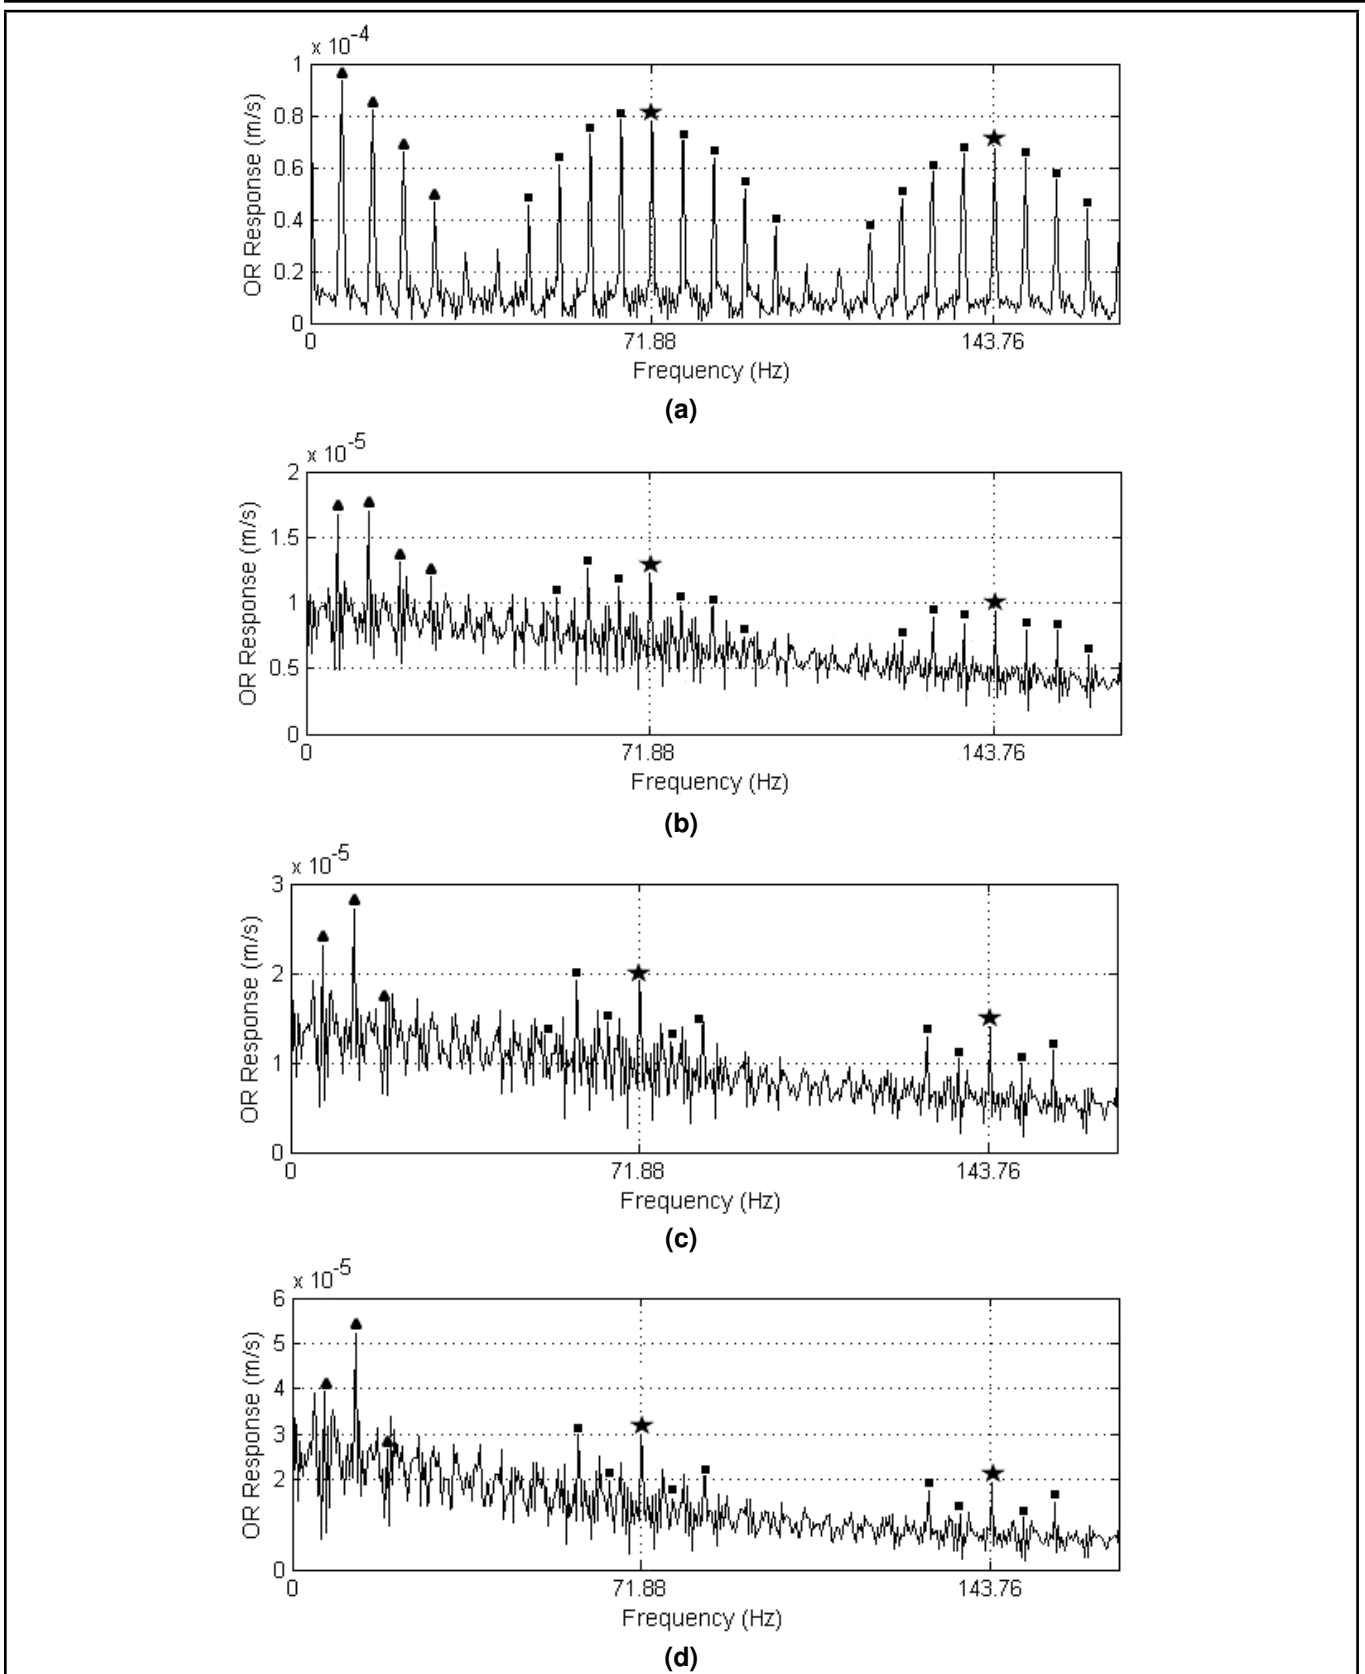 x 10-4
1
0.8
0.6
0.4
0.2
0
OR Response (m/s)
0 71.88 143.76
Frequency (Hz)
(a)
x 10-5
2
1.5
1
0.5
0
OR Response (m/s)
0 71.88 143.76
Frequency (Hz)
(b)
x 10-5
3
2
1
0
OR Response (m/s)
0 71.88 143.76
Frequency (Hz)
(c)
x 10-5
6
5
4
3
2
0
OR Response (m/s)
0 71.88 143.76
Frequency (Hz)
(d)